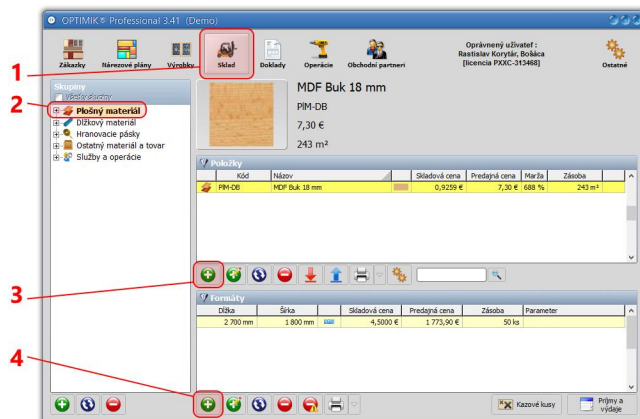 OPTIMIK® Professional 3.41 (Demo)
1
Zákazky
Nárezové plány
Výrobky
Sklad
Doklady
Operácie
Obchodní partneri
Oprávnený užívateľ :
Rastislav Korytár,
Bošáca
[licencia PXXC-313468]
Ostatné
2
Skupiny
Všetky skupiny
Plošný materiál
Dĺžkový materiál
Hranovacie pásky
Ostatný materiál a tovar
Služby a operácie
MDF Buk 18 mm
PlM-DB
7,30 €
243 m²
Položky
Kód Názov Skladová cena Predajná cena Marža Zásoba
PlM-DB MDF Buk 18 mm 0,9259 € 7,30 € 688 % 243 m²
3
Formáty
Dĺžka Šírka Skladová cena Predajná cena Zásoba Parameter
2 700 mm 1 800 mm 4,5000 € 1 773,90 € 50 ks
4
Kazové kusy
Príjmy a
výdaje